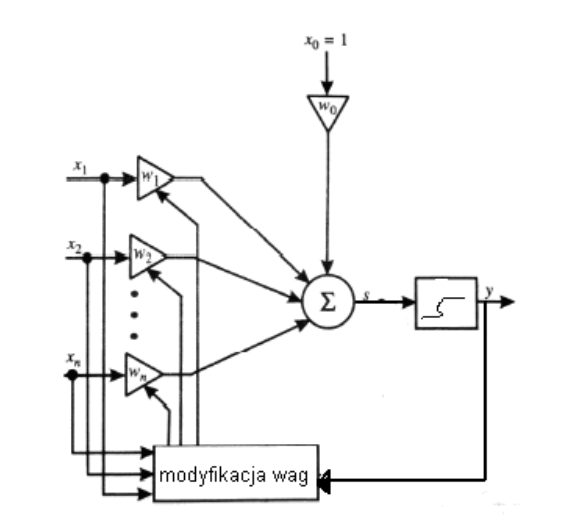 x₀ = 1
w₀
x₁
w₁
x₂
w₂
xₙ
wₙ
Σ
s
y
modyfikacja wag